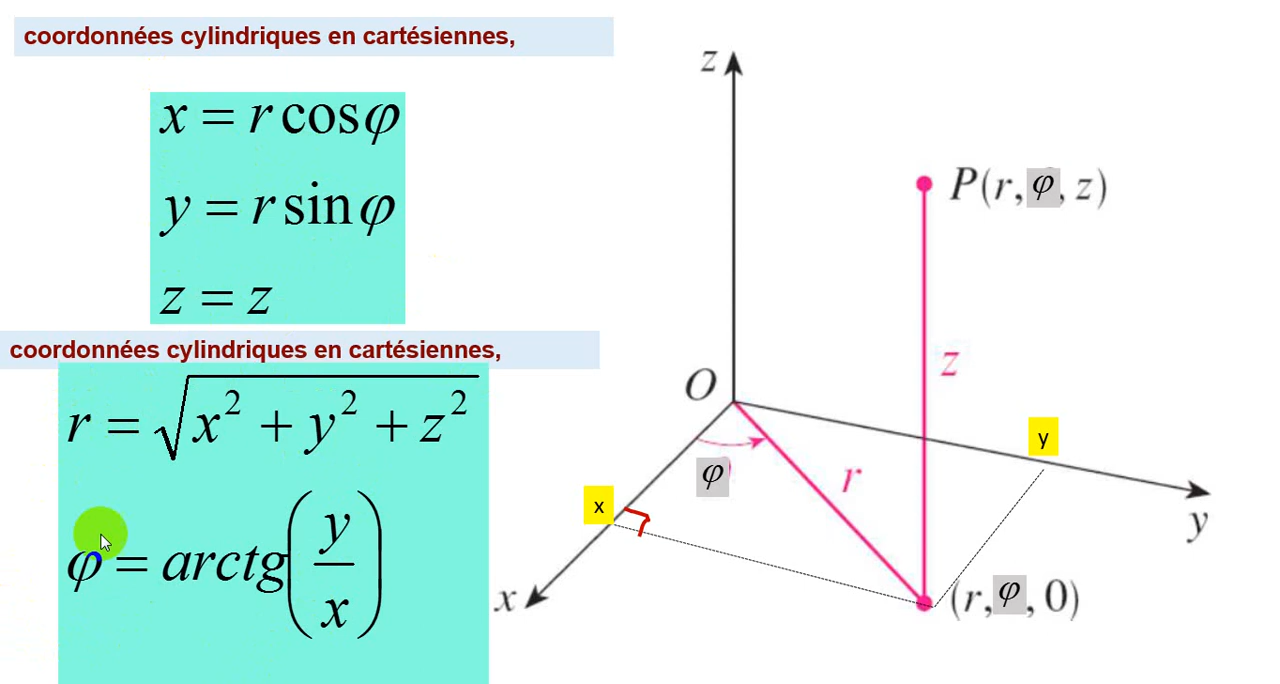 coordonnées cylindriques en cartésiennes,
x = r cosφ
y = r sinφ
z = z
coordonnées cylindriques en cartésiennes,
r = √(x² + y² + z²)
φ = arctg(y/x)
z
P(r, φ, z)
z
O
y
φ
r
x
y
x
(r, φ, 0)